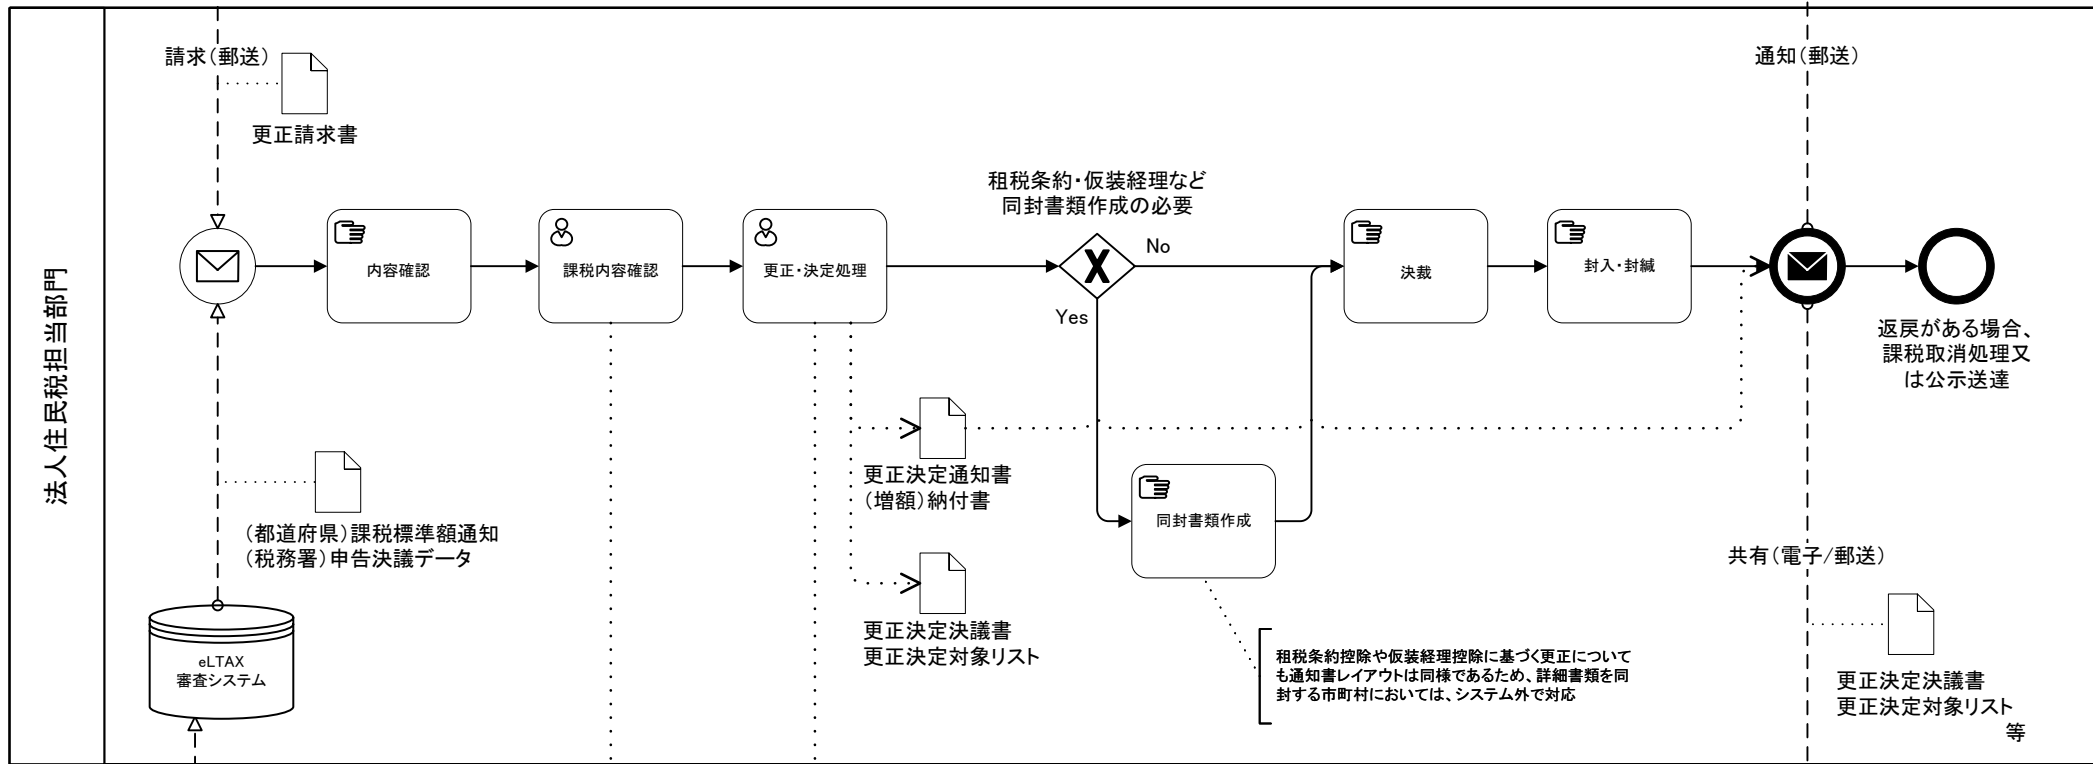 法人住民税担当部門
請求(郵送)
更正請求書
通知(郵送)
租税条約・仮装経理など
同封書類作成の必要
内容確認
課税内容確認
更正・決定処理
No
Yes
決裁
封入・封緘
返戻がある場合、
課税取消処理又
は公示送達
更正決定通知書
(増額)納付書
(都道府県)課税標準額通知
(税務署)申告決議データ
同封書類作成
共有(電子/郵送)
更正決定決議書
更正決定対象リスト
eLTAX
審査システム
租税条約控除や仮装経理控除に基づく更正について
も通知書レイアウトは同様であるため、詳細書類を同
封する市町村においては、システム外で対応
更正決定決議書
更正決定対象リスト
等